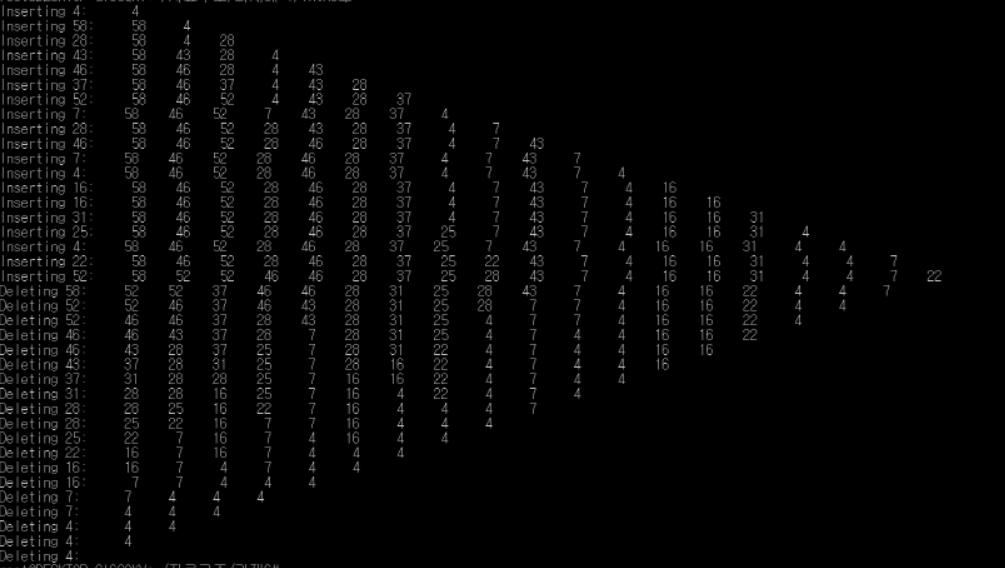 Inserting 4: 4
Inserting 58: 58 4
Inserting 28: 58 4 28
Inserting 43: 58 43 28 4
Inserting 46: 58 46 28 4 43
Inserting 37: 58 46 37 4 43 28
Inserting 52: 58 46 52 4 43 28 37
Inserting 7: 58 46 52 7 43 28 37 4
Inserting 28: 58 46 52 28 43 28 37 4 7
Inserting 46: 58 46 52 28 46 28 37 4 7 43
Inserting 7: 58 46 52 28 46 28 37 4 7 43 7
Inserting 4: 58 46 52 28 46 28 37 4 7 43 7 4
Inserting 16: 58 46 52 28 46 28 37 4 7 43 7 4 16
Inserting 16: 58 46 52 28 46 28 37 4 7 43 7 4 16 16
Inserting 31: 58 46 52 28 46 28 37 4 7 43 7 4 16 16 31
Inserting 25: 58 46 52 28 46 28 37 25 7 43 7 4 16 16 31 4
Inserting 4: 58 46 52 28 46 28 37 25 7 43 7 4 16 16 31 4 4
Inserting 22: 58 46 52 28 46 28 37 25 22 43 7 4 16 16 31 4 4 7
Inserting 52: 58 52 52 46 46 28 37 25 28 43 7 4 16 16 31 4 4 7 22
Deleting 58: 52 52 37 46 46 28 31 25 28 43 7 4 16 16 22 4 4 7
Deleting 52: 52 46 37 46 43 28 31 25 28 7 7 4 16 16 22 4 4
Deleting 52: 46 46 37 28 43 28 31 25 4 7 7 4 16 16 22 4
Deleting 46: 46 43 37 28 7 28 31 25 4 7 4 4 16 16 22
Deleting 46: 43 28 37 25 7 28 31 22 4 7 4 4 16 16
Deleting 43: 37 28 31 25 7 28 16 22 4 7 4 4 16
Deleting 37: 31 28 28 25 7 16 16 22 4 7 4 4
Deleting 31: 28 28 16 25 7 16 4 22 4 7 4
Deleting 28: 28 25 16 22 7 16 4 4 4 7
Deleting 28: 25 22 16 7 7 16 4 4 4
Deleting 25: 22 7 16 7 4 16 4 4
Deleting 22: 16 7 16 7 4 4 4
Deleting 16: 16 7 4 7 4 4
Deleting 16: 7 7 4 4 4
Deleting 7: 7 4 4 4
Deleting 7: 4 4 4
Deleting 4: 4 4
Deleting 4: 4
Deleting 4: